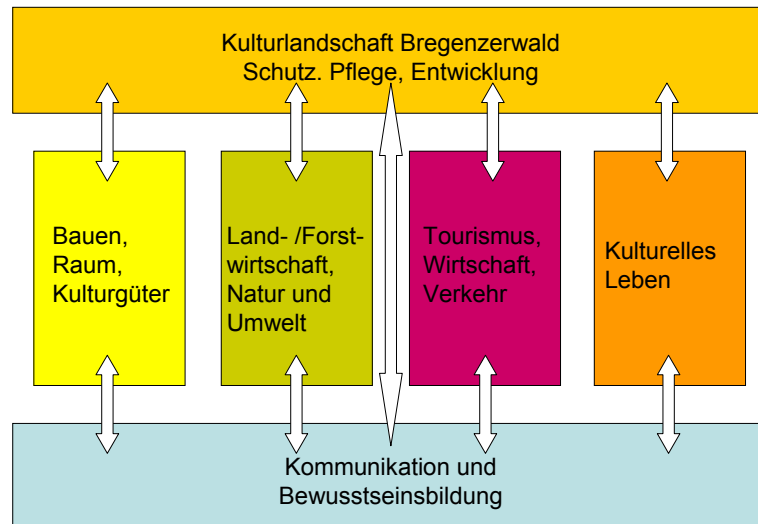 Kulturlandschaft Bregenzerwald
Schutz. Pflege, Entwicklung
Bauen,
Raum,
Kulturgüter
Land- /Forst-
wirtschaft,
Natur und
Umwelt
Tourismus,
Wirtschaft,
Verkehr
Kulturelles
Leben
Kommunikation und
Bewusstseinsbildung